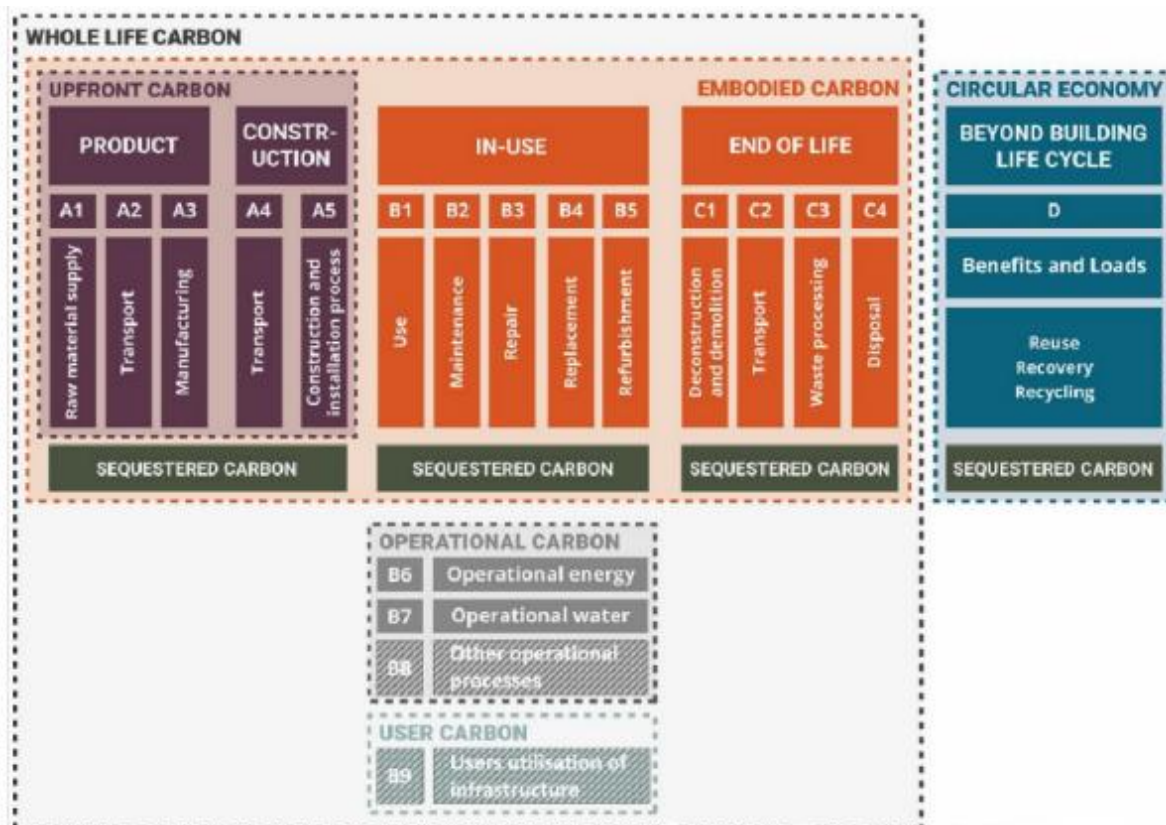 WHOLE LIFE CARBON
UPFRONT CARBON
EMBODIED CARBON
CIRCULAR ECONOMY
PRODUCT
CONSTR-
UCTION
IN-USE
END OF LIFE
BEYOND BUILDING
LIFE CYCLE
A1
A2
A3
A4
A5
B1
B2
B3
B4
B5
C1
C2
C3
C4
D
Raw material supply
Transport
Manufacturing
Transport
Construction and
installation process
Use
Maintenance
Repair
Replacement
Refurbishment
Deconstruction
and demolition
Transport
Waste processing
Disposal
Benefits and Loads
Reuse
Recovery
Recycling
SEQUESTERED CARBON
SEQUESTERED CARBON
SEQUESTERED CARBON
SEQUESTERED CARBON
OPERATIONAL CARBON
B6
Operational energy
B7
Operational water
B8
Other operational
processes
USER CARBON
B9
Users utilisation of
infrastructure